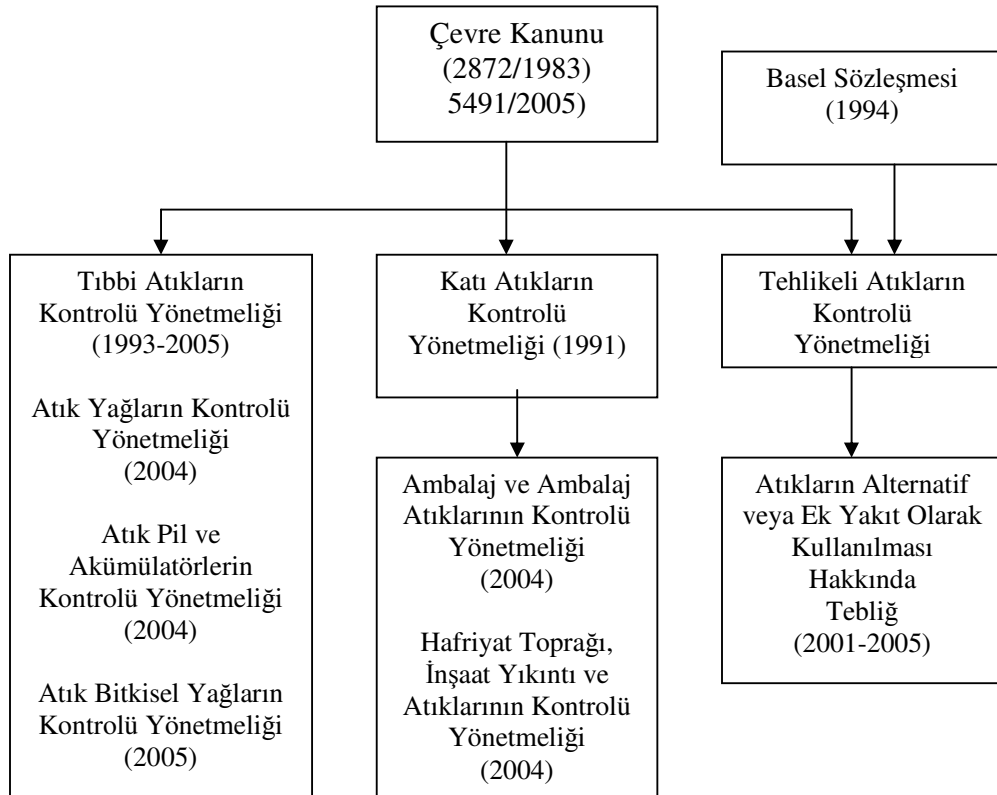 Çevre Kanunu
(2872/1983)
5491/2005)
Basel Sözleşmesi
(1994)
Tıbbi Atıkların
Kontrolü Yönetmeliği
(1993-2005)
Atık Yağların Kontrolü
Yönetmeliği
(2004)
Atık Pil ve
Akümülatörlerin
Kontrolü Yönetmeliği
(2004)
Atık Bitkisel Yağların
Kontrolü Yönetmeliği
(2005)
Katı Atıkların
Kontrolü
Yönetmeliği (1991)
Ambalaj ve Ambalaj
Atıklarının Kontrolü
Yönetmeliği
(2004)
Hafriyat Toprağı,
İnşaat Yıkıntı ve
Atıklarının Kontrolü
Yönetmeliği
(2004)
Tehlikeli Atıkların
Kontrolü
Yönetmeliği
Atıkların Alternatif
veya Ek Yakıt Olarak
Kullanılması
Hakkında
Tebliğ
(2001-2005)